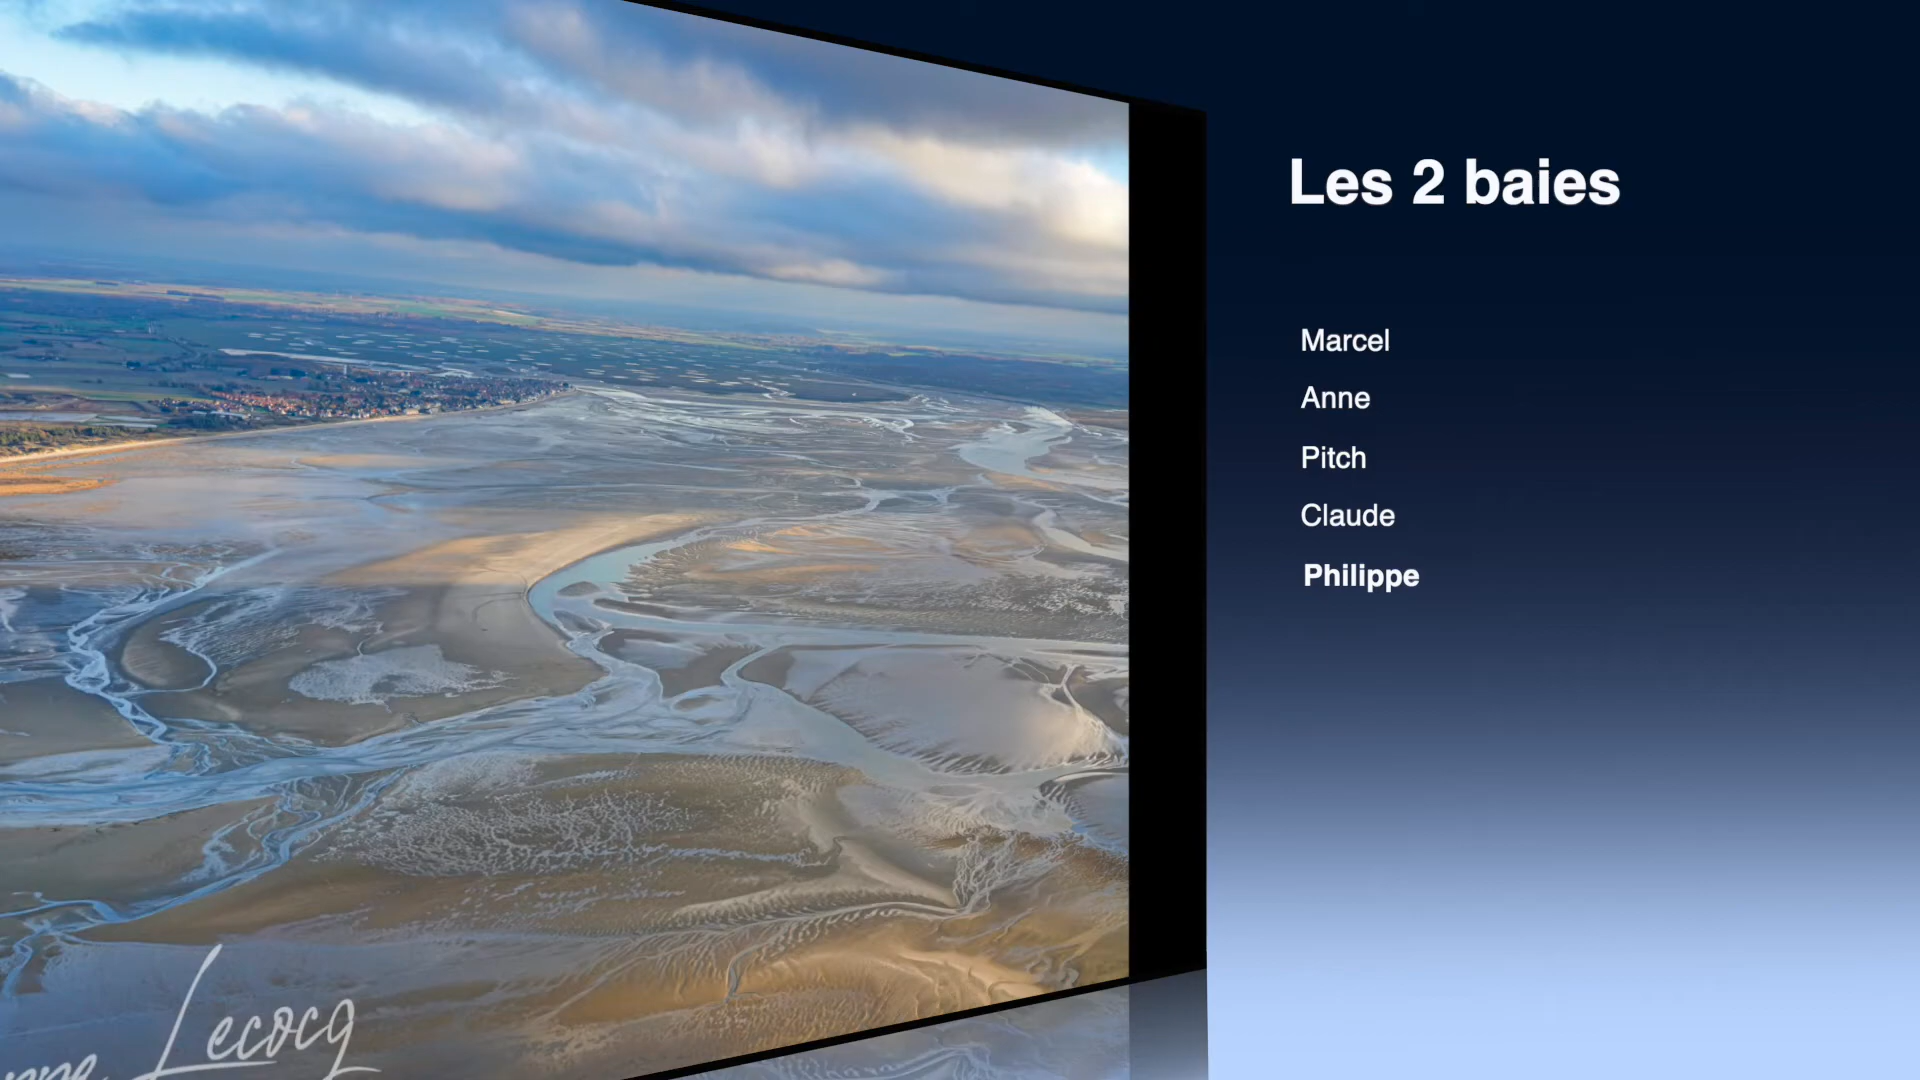 Les 2 baies
Marcel
Anne
Pitch
Claude
Philippe
Lecocq